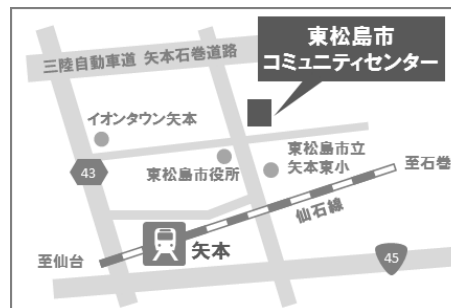 東松島市
コミュニティセンター
三陸自動車道 矢本石巻道路
イオンタウン矢本
東松島市立
矢本東小
43
東松島市役所
至石巻
仙石線
矢本
至仙台
45